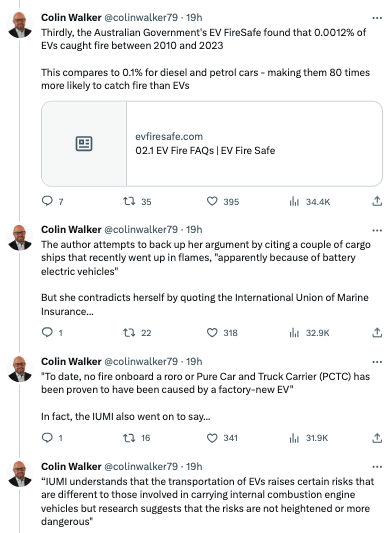 Colin Walker @colinwalker79 · 19h
Thirdly, the Australian Government's EV FireSafe found that 0.0012% of
EVs caught fire between 2010 and 2023
This compares to 0.1% for diesel and petrol cars - making them 80 times
more likely to catch fire than EVs
evfiresafe.com
02.1 EV Fire FAQs | EV Fire Safe
7 35 395 34.4K
Colin Walker @colinwalker79 · 19h
The author attempts to back up her argument by citing a couple of cargo
ships that recently went up in flames, "apparently because of battery
electric vehicles"
But she contradicts herself by quoting the International Union of Marine
Insurance...
1 22 318 32.9K
Colin Walker @colinwalker79 · 19h
"To date, no fire onboard a roro or Pure Car and Truck Carrier (PCTC) has
been proven to have been caused by a factory-new EV"
In fact, the IUMI also went on to say...
1 16 341 31.9K
Colin Walker @colinwalker79 · 19h
"IUMI understands that the transportation of EVs raises certain risks that
are different to those involved in carrying internal combustion engine
vehicles but research suggests that the risks are not heightened or more
dangerous"